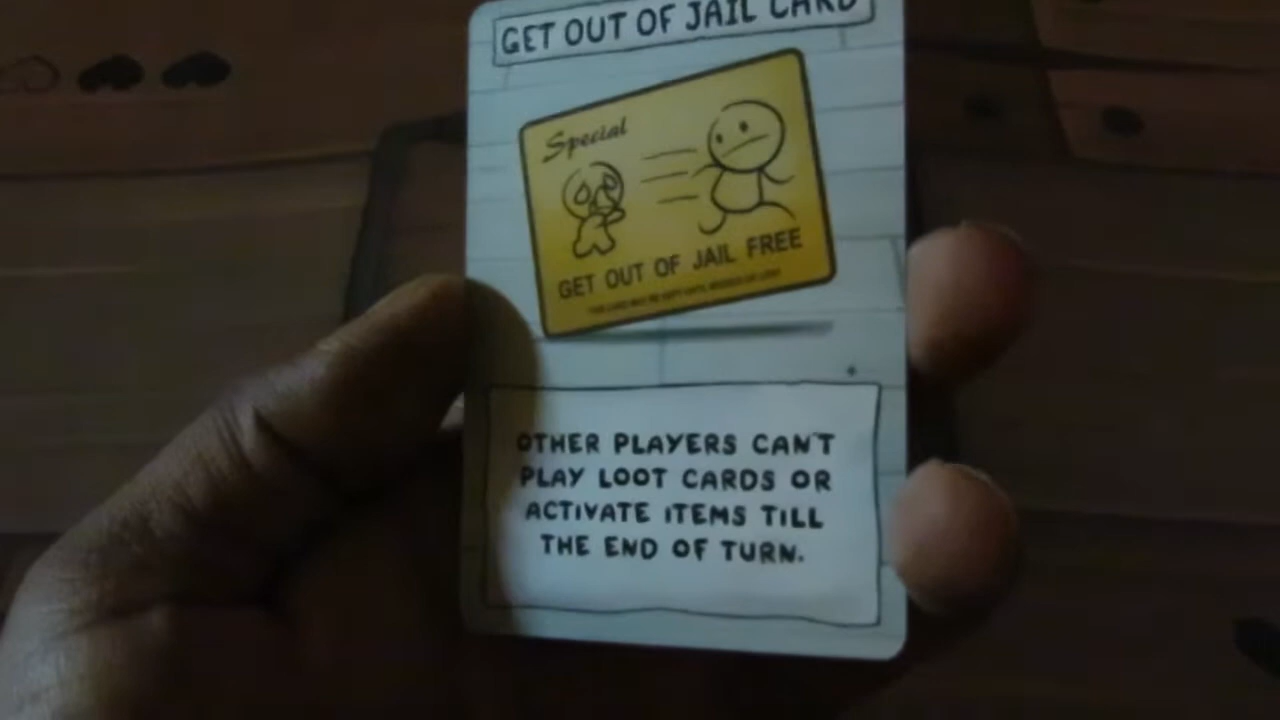 GET OUT OF JAIL CARD
Special
GET OUT OF JAIL FREE
OTHER PLAYERS CAN'T
PLAY LOOT CARDS OR
ACTIVATE ITEMS TILL
THE END OF TURN.